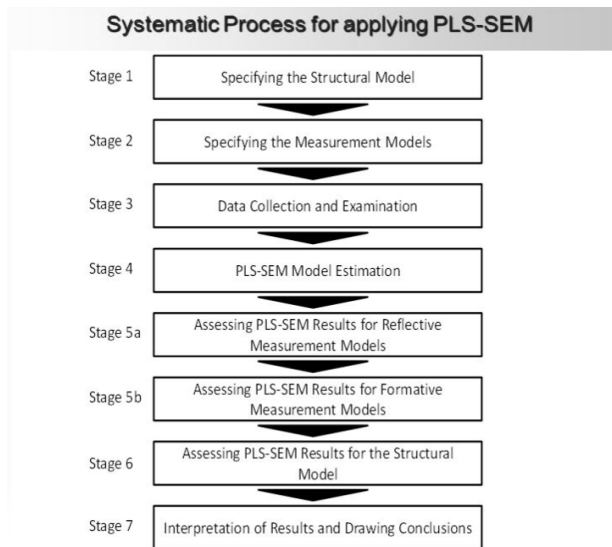 Systematic Process for applying PLS-SEM
Stage 1
Specifying the Structural Model
Stage 2
Specifying the Measurement Models
Stage 3
Data Collection and Examination
Stage 4
PLS-SEM Model Estimation
Stage 5a
Assessing PLS-SEM Results for Reflective
Measurement Models
Stage 5b
Assessing PLS-SEM Results for Formative
Measurement Models
Stage 6
Assessing PLS-SEM Results for the Structural
Model
Stage 7
Interpretation of Results and Drawing Conclusions